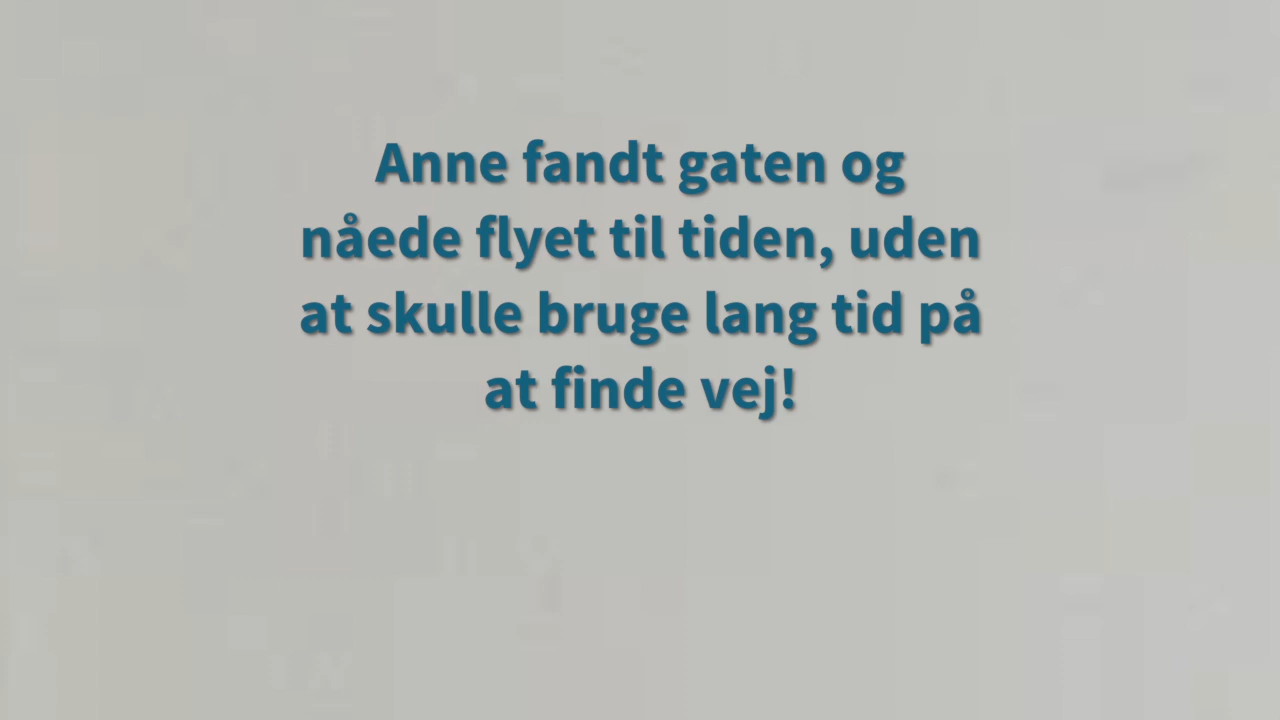 Anne fandt gaten og
nåede flyet til tiden, uden
at skulle bruge lang tid på
at finde vej!